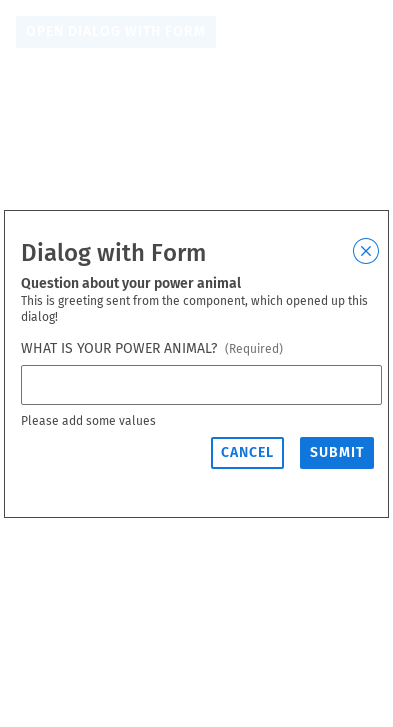 OPEN DIALOG WITH FORM
Dialog with Form
Question about your power animal
This is greeting sent from the component, which opened up this
dialog!
WHAT IS YOUR POWER ANIMAL? (Required)
Please add some values
CANCEL SUBMIT